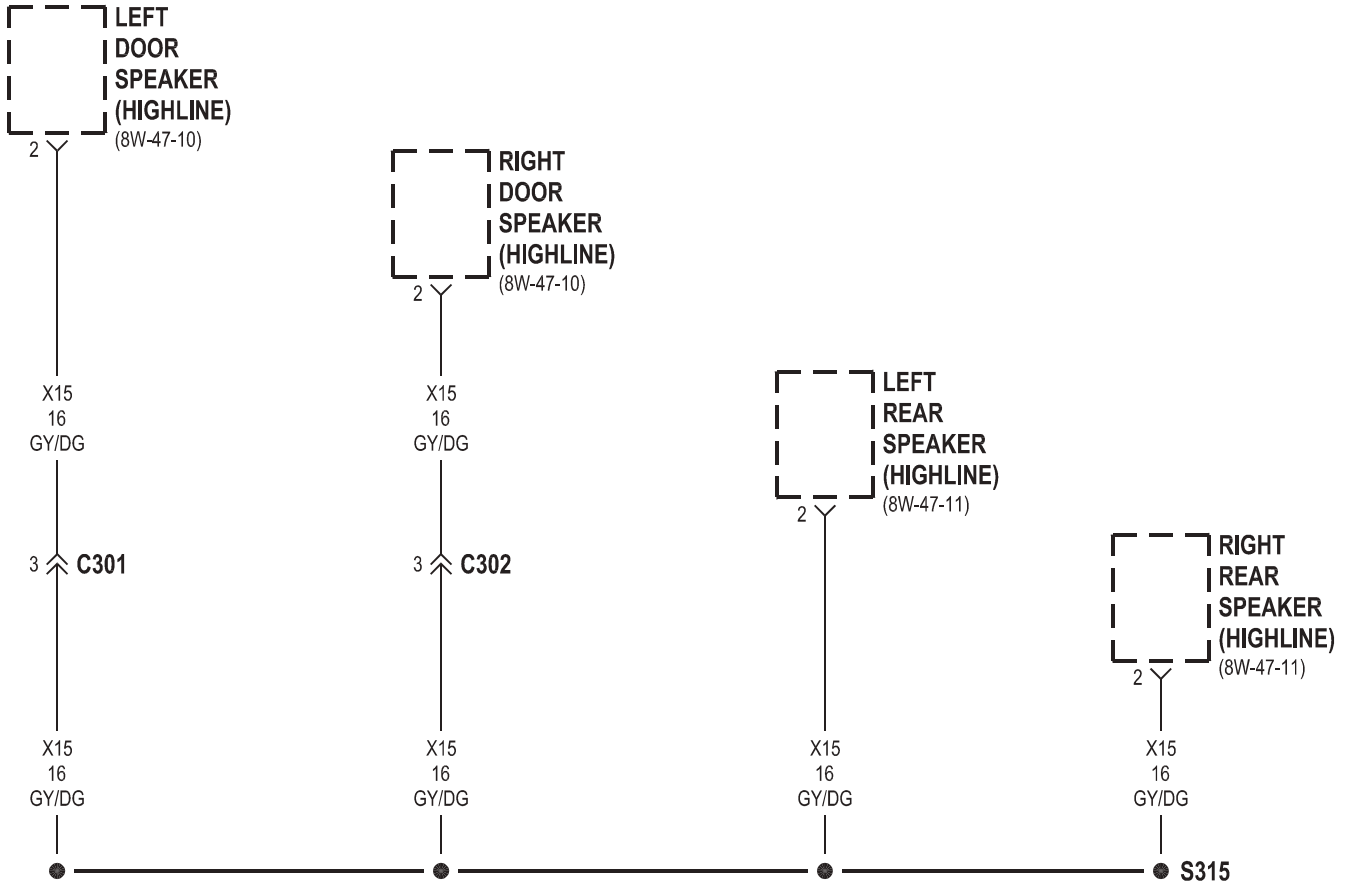 LEFT
DOOR
SPEAKER
(HIGHLINE)
(8W-47-10)
2
RIGHT
DOOR
SPEAKER
(HIGHLINE)
(8W-47-10)
2
X15
16
GY/DG
X15
16
GY/DG
LEFT
REAR
SPEAKER
(HIGHLINE)
(8W-47-11)
2
3 C301
3 C302
RIGHT
REAR
SPEAKER
(HIGHLINE)
(8W-47-11)
2
X15
16
GY/DG
X15
16
GY/DG
X15
16
GY/DG
X15
16
GY/DG
S315